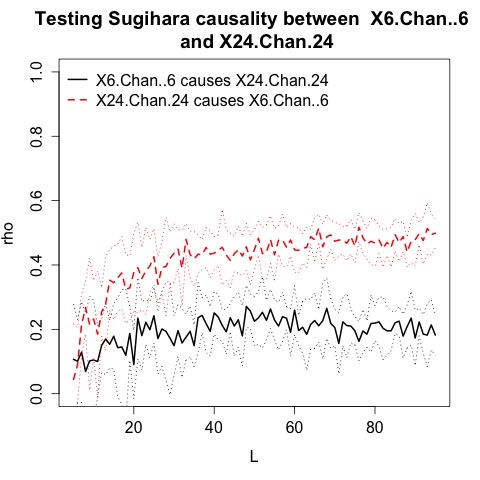 Testing Sugihara causality between  X6.Chan..6
and X24.Chan.24
X6.Chan..6 causes X24.Chan.24
X24.Chan.24 causes X6.Chan..6
rho
1.0
0.8
0.6
0.4
0.2
0.0
20 40 60 80
L